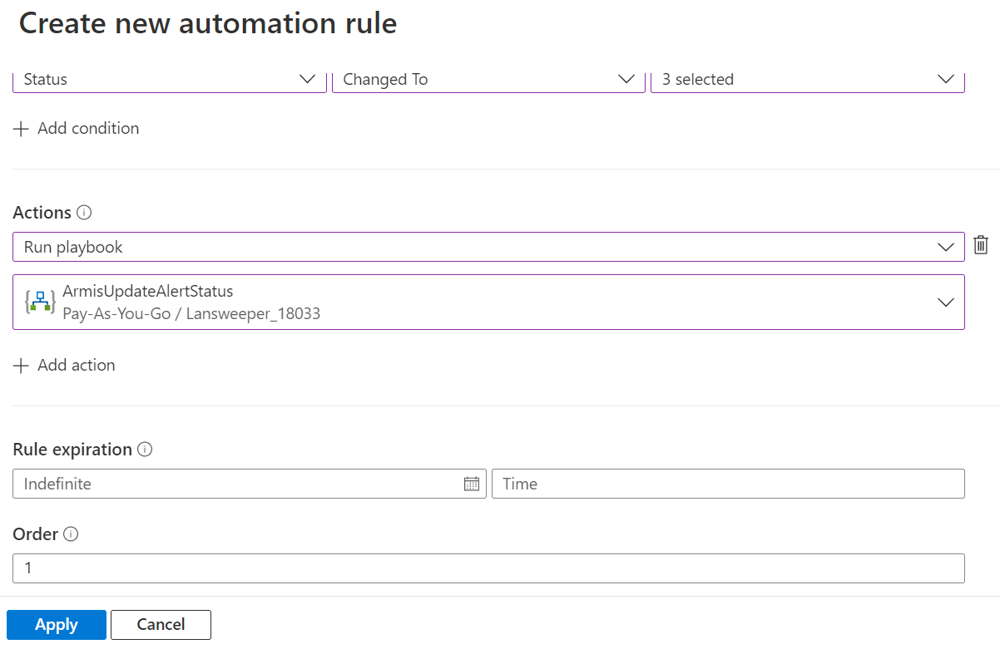 Create new automation rule
Status
Changed To
3 selected
Add condition
Actions
Run playbook
ArmisUpdateAlertStatus
Pay-As-You-Go / Lansweeper_18033
Add action
Rule expiration
Indefinite
Time
Order
1
Apply
Cancel